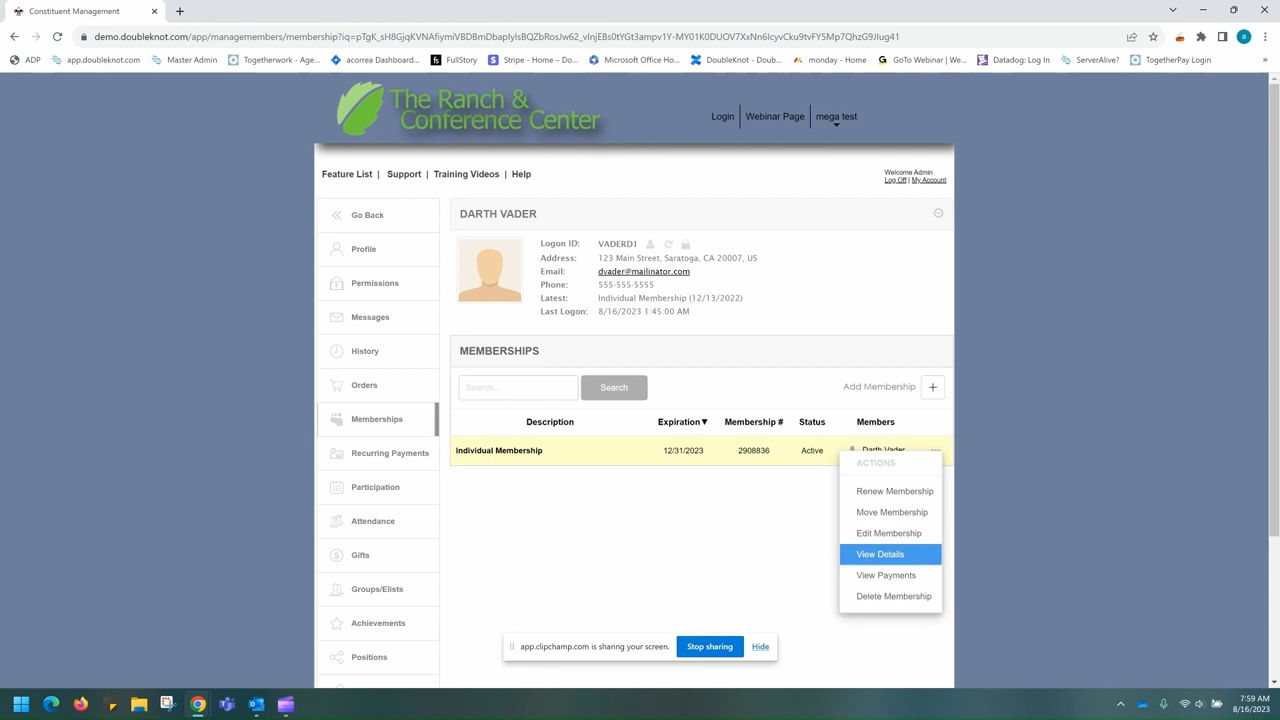 Constituent Management
demo.doubleknot.com/app/managemembers/membership?iq=pTgK_sH8GjqKVNAfiymiVBDBmDbapIylsBQZbRosJw62_vInjEBs0tYGt3ampv1Y-MY01K0DUOV7XxNn6IcyvCku9tvFY5Mp7QhzG9JIug41
ADP app.doubleknot.com Master Admin Togetherwork - Age... acorrea Dashboard... FullStory Stripe – Do... Microsoft Office Ho... DoubleKnot - Doub... monday - Home GoTo Webinar | We... Datadog: Log In ServerAlive? TogetherPay Login »
The Ranch &
Conference Center
Login Webinar Page mega test
Feature List | Support | Training Videos | Help
Welcome Admin
Log Off | My Account
Go Back
Profile
Permissions
Messages
History
Orders
Memberships
Recurring Payments
Participation
Attendance
Gifts
Groups/Elists
Achievements
Positions
DARTH VADER
Logon ID: VADERD1
Address: 123 Main Street, Saratoga, CA 20007, US
Email: dvader@mailinator.com
Phone: 555-555-5555
Latest: Individual Membership (12/13/2022)
Last Logon: 8/16/2023 1:45:00 AM
MEMBERSHIPS
Search... Search Add Membership +
Description Expiration▼ Membership # Status Members
Individual Membership 12/31/2023 2908836 Active Darth Vader
ACTIONS
Renew Membership
Move Membership
Edit Membership
View Details
View Payments
Delete Membership
app.clipchamp.com is sharing your screen. Stop sharing Hide
7:59 AM
8/16/2023